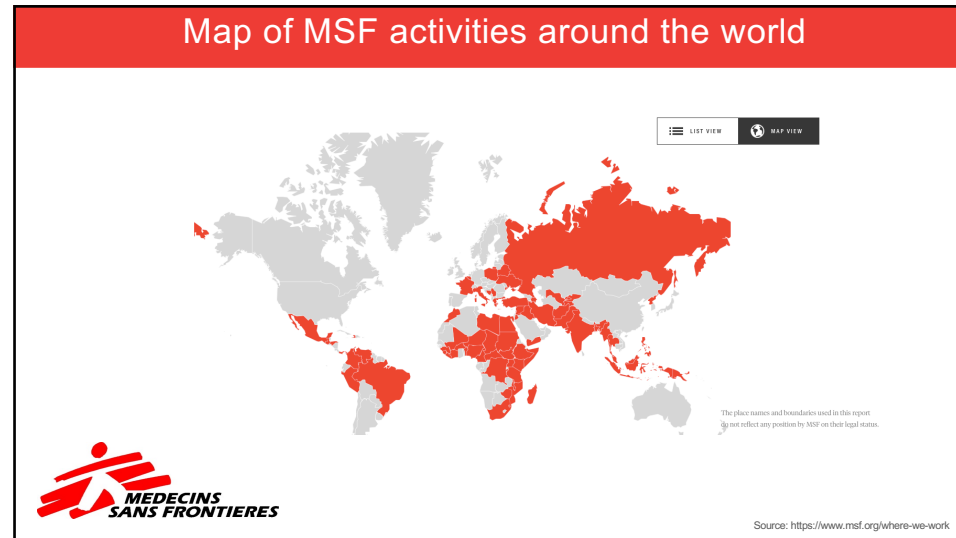 Map of MSF activities around the world
LIST VIEW
MAP VIEW
The place names and boundaries used in this report
do not reflect any position by MSF on their legal status.
MEDECINS
SANS FRONTIERES
Source: https://www.msf.org/where-we-work